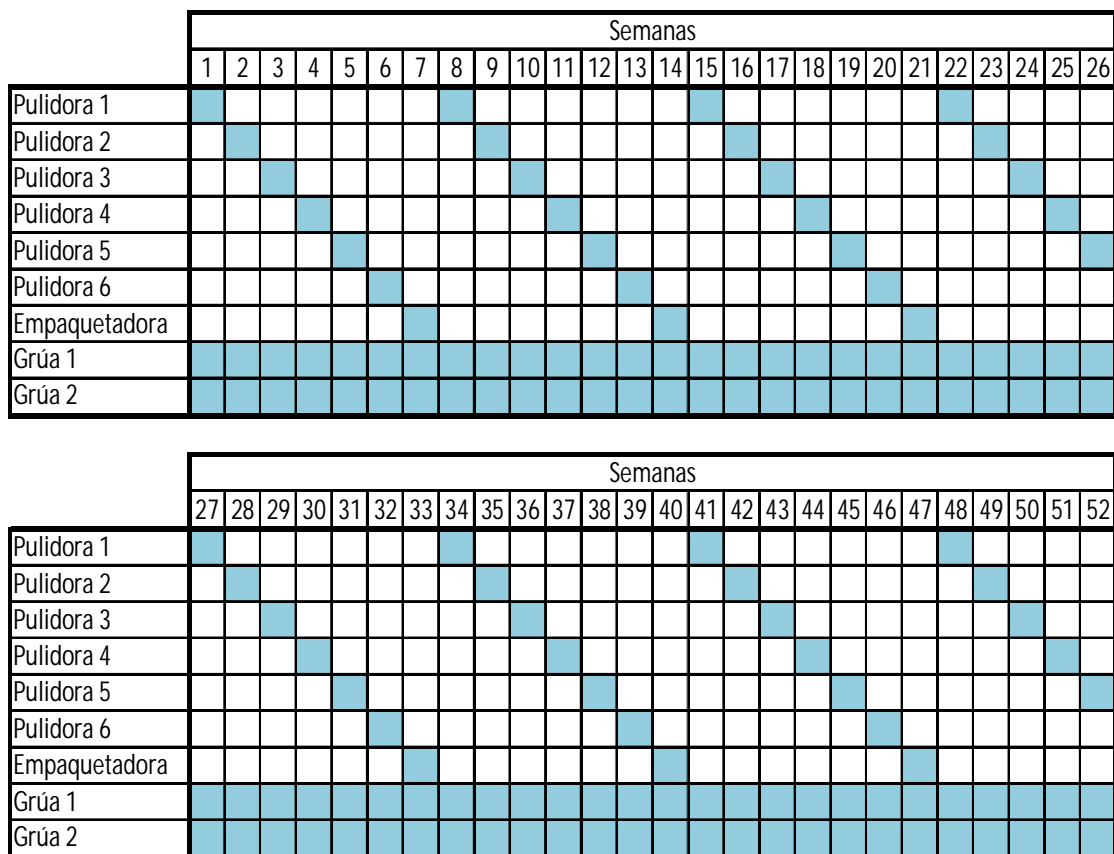 Semanas
1 2 3 4 5 6 7 8 9 10 11 12 13 14 15 16 17 18 19 20 21 22 23 24 25 26
Pulidora 1
Pulidora 2
Pulidora 3
Pulidora 4
Pulidora 5
Pulidora 6
Empaquetadora
Grúa 1
Grúa 2
Semanas
27 28 29 30 31 32 33 34 35 36 37 38 39 40 41 42 43 44 45 46 47 48 49 50 51 52
Pulidora 1
Pulidora 2
Pulidora 3
Pulidora 4
Pulidora 5
Pulidora 6
Empaquetadora
Grúa 1
Grúa 2